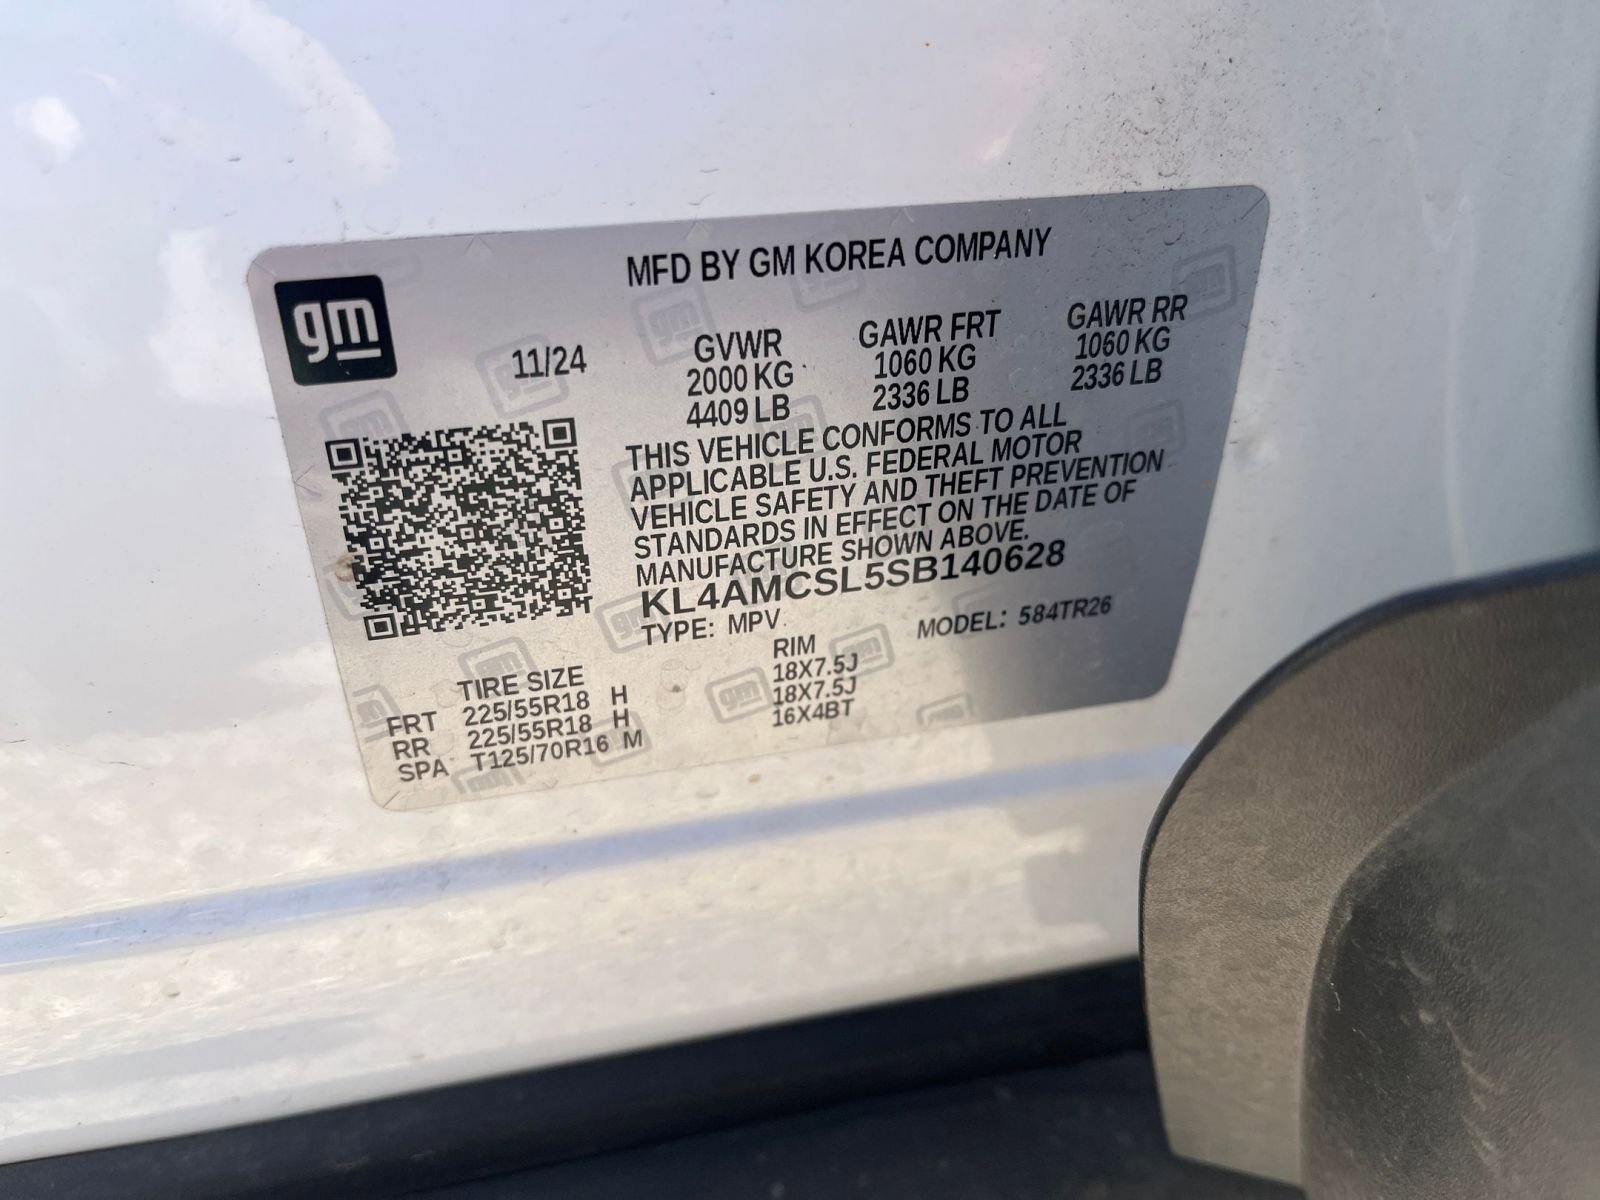 gm
MFD BY GM KOREA COMPANY
11/24
GVWR GAWR FRT GAWR RR
2000 KG 1060 KG 1060 KG
4409 LB 2336 LB 2336 LB
THIS VEHICLE CONFORMS TO ALL
APPLICABLE U.S. FEDERAL MOTOR
VEHICLE SAFETY AND THEFT PREVENTION
STANDARDS IN EFFECT ON THE DATE OF
MANUFACTURE SHOWN ABOVE.
KL4AMCSL5SB140628
TYPE: MPV MODEL: 584TR26
TIRE SIZE RIM
FRT 225/55R18 H 18X7.5J
RR 225/55R18 H 18X7.5J
SPA T125/70R16 M 16X4BT